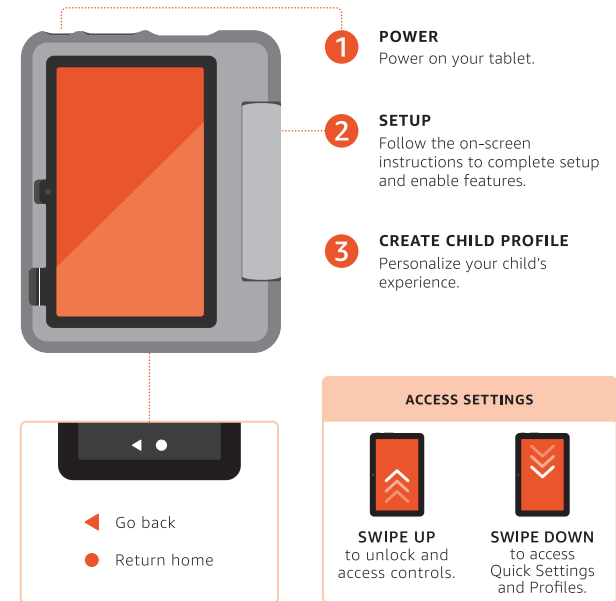 1
POWER
Power on your tablet.
2
SETUP
Follow the on-screen
instructions to complete setup
and enable features.
3
CREATE CHILD PROFILE
Personalize your child's
experience.
Go back
Return home
ACCESS SETTINGS
SWIPE UP
to unlock and
access controls.
SWIPE DOWN
to access
Quick Settings
and Profiles.